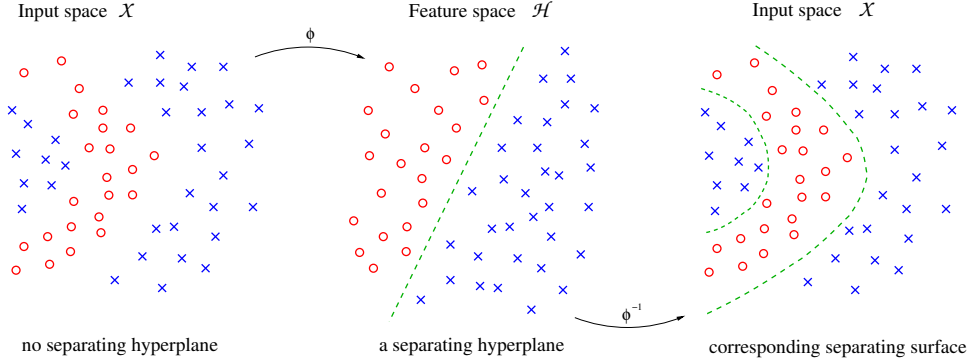 Input space 𝒳
Feature space ℋ
Input space 𝒳
ϕ
ϕ⁻¹
no separating hyperplane
a separating hyperplane
corresponding separating surface